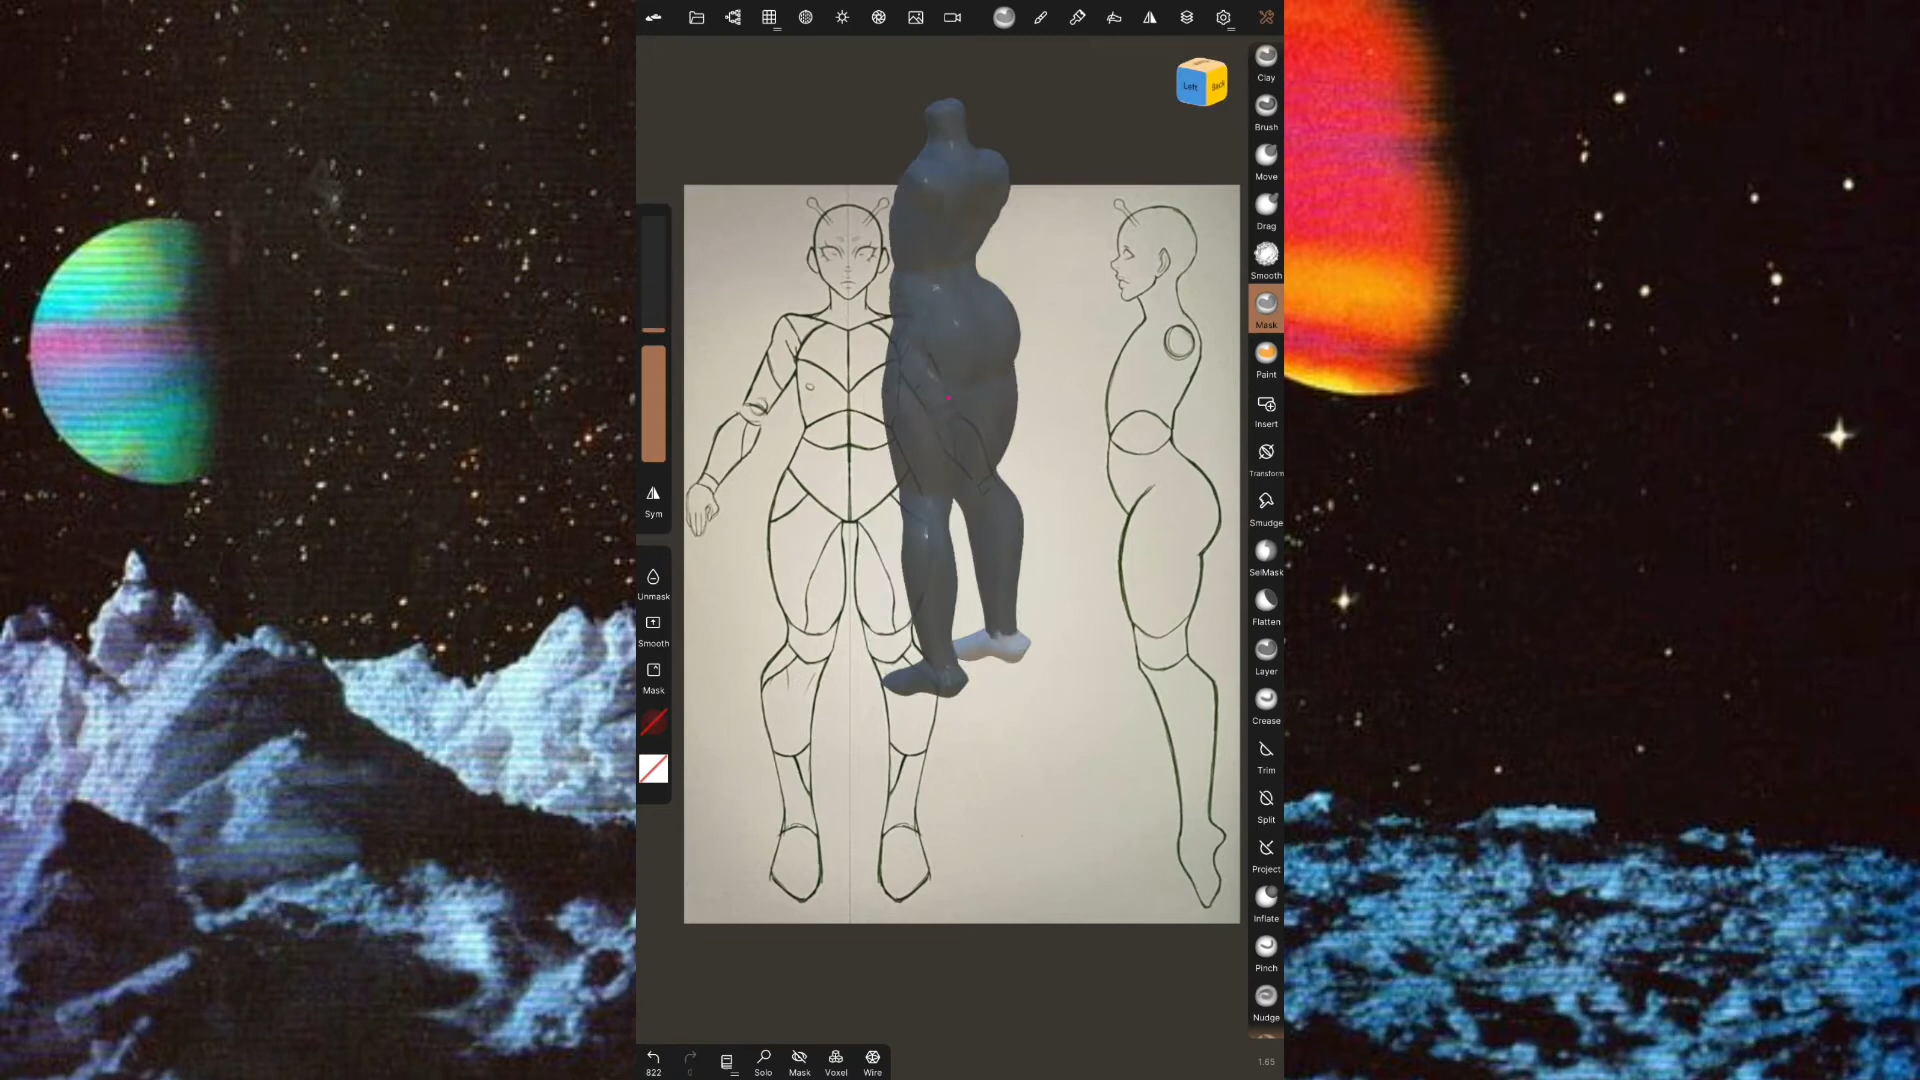 Left
Back
Clay
Brush
Move
Drag
Smooth
Mask
Paint
Insert
Transform
Smudge
SelMask
Flatten
Layer
Crease
Trim
Split
Project
Inflate
Pinch
Nudge
Sym
Unmask
Smooth
Mask
822
0
Solo
Mask
Voxel
Wire
1.65